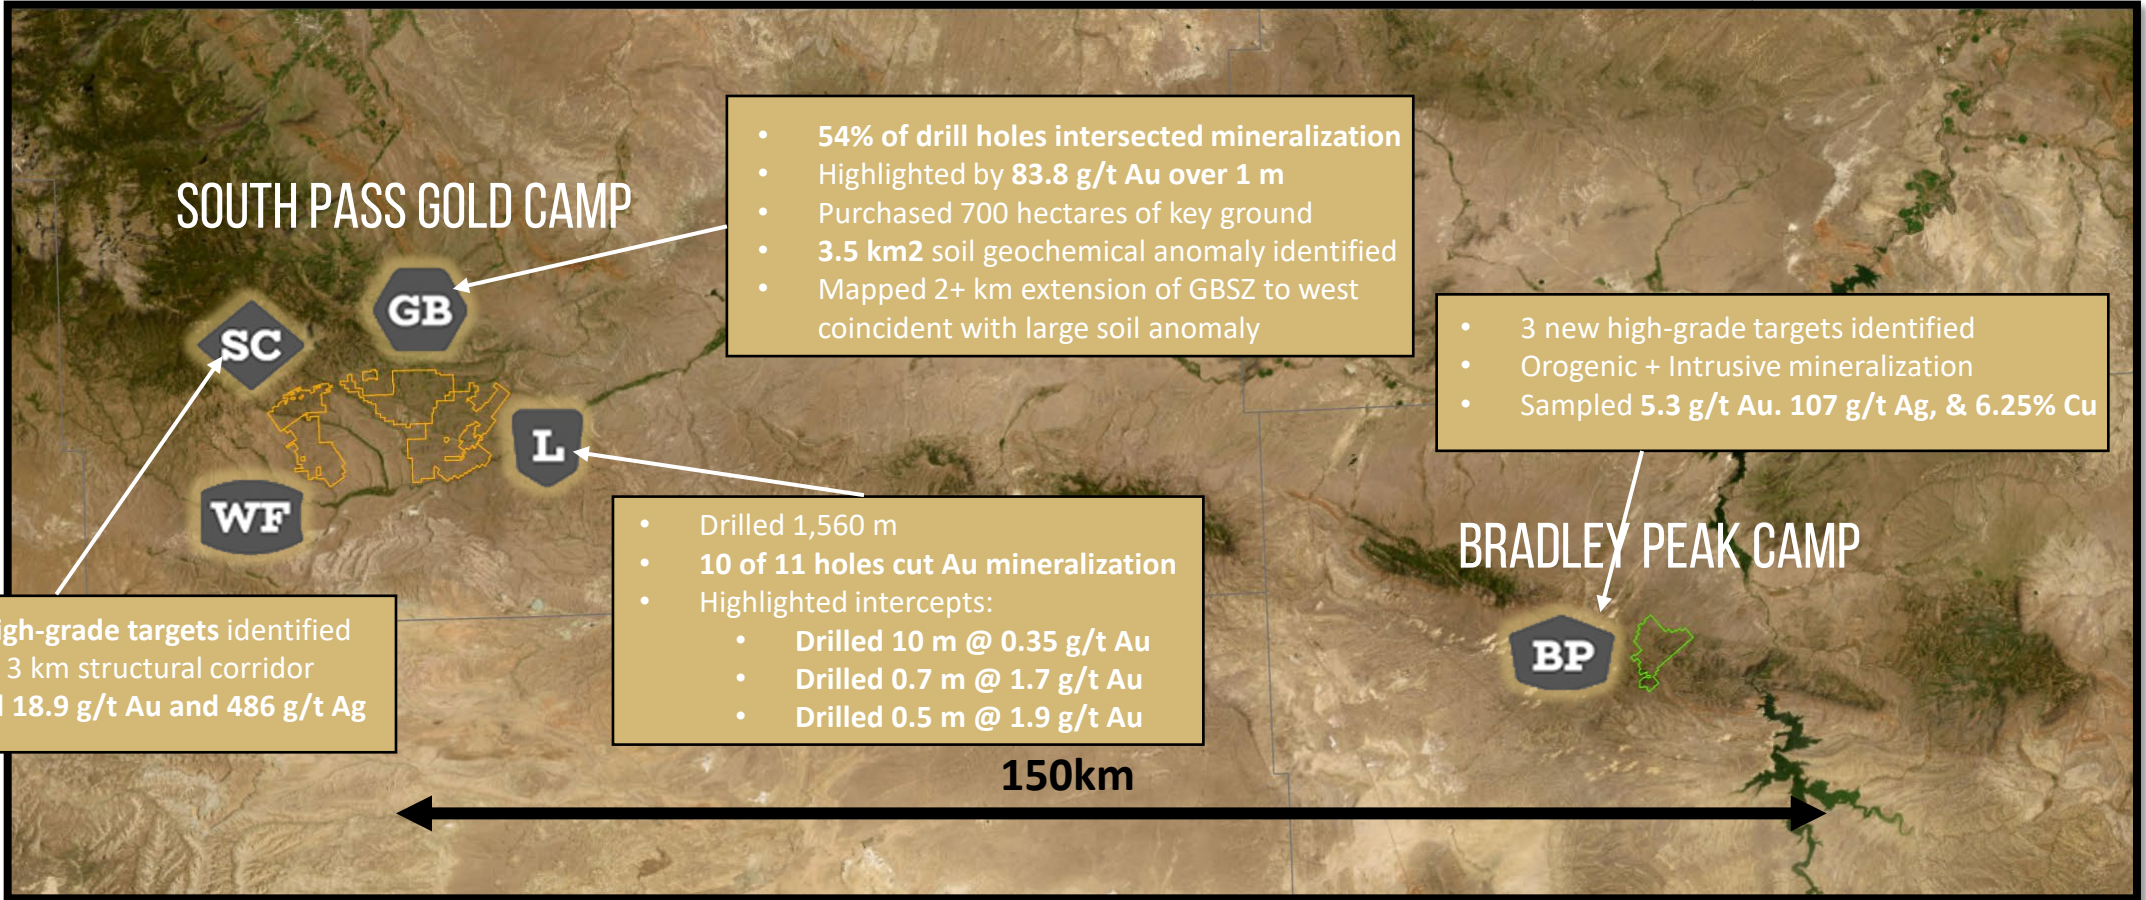 SOUTH PASS GOLD CAMP
• 54% of drill holes intersected mineralization
• Highlighted by 83.8 g/t Au over 1 m
• Purchased 700 hectares of key ground
• 3.5 km2 soil geochemical anomaly identified
• Mapped 2+ km extension of GBSZ to west
coincident with large soil anomaly
GB
SC
L
WF
• 3 new high-grade targets identified
• Orogenic + Intrusive mineralization
• Sampled 5.3 g/t Au. 107 g/t Ag, & 6.25% Cu
• Drilled 1,560 m
• 10 of 11 holes cut Au mineralization
• Highlighted intercepts:
• Drilled 10 m @ 0.35 g/t Au
• Drilled 0.7 m @ 1.7 g/t Au
• Drilled 0.5 m @ 1.9 g/t Au
BRADLEY PEAK CAMP
BP
targets identified
3 km structural corridor
18.9 g/t Au and 486 g/t Ag
150km